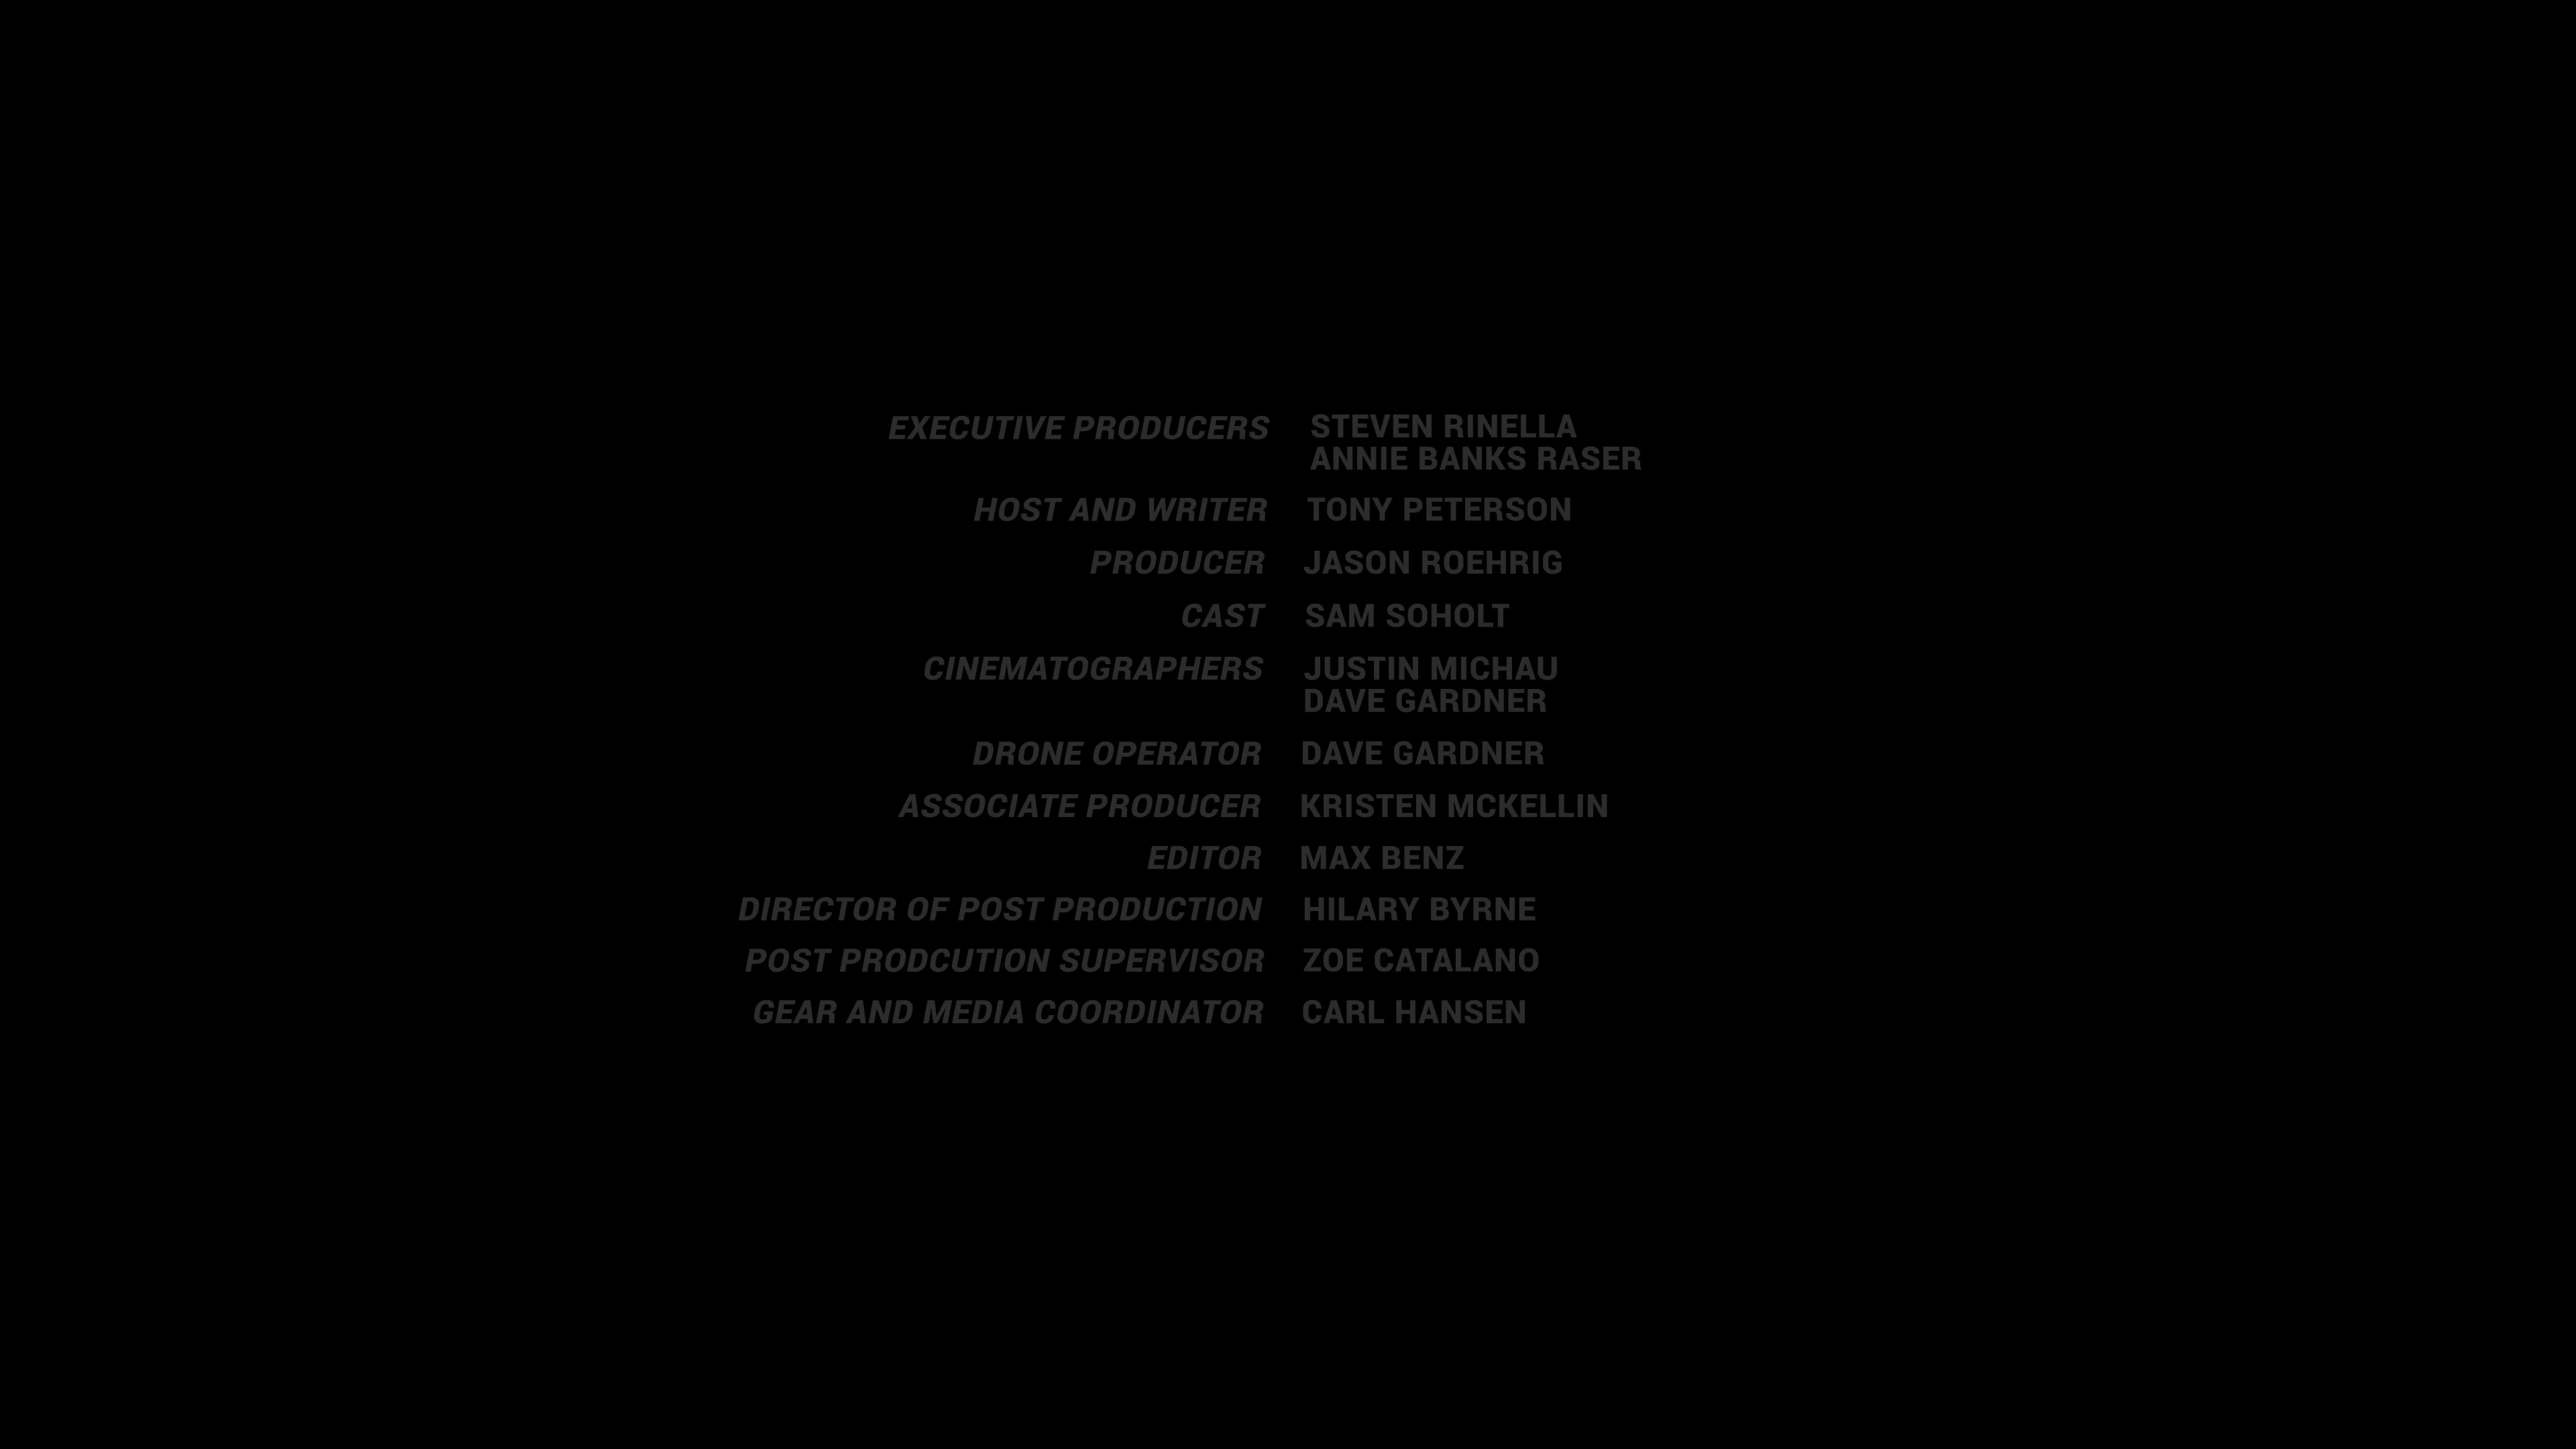 EXECUTIVE PRODUCERS STEVEN RINELLA
ANNIE BANKS RASER
HOST AND WRITER TONY PETERSON
PRODUCER JASON ROEHRIG
CAST SAM SOHOLT
CINEMATOGRAPHERS JUSTIN MICHAU
DAVE GARDNER
DRONE OPERATOR DAVE GARDNER
ASSOCIATE PRODUCER KRISTEN MCKELLIN
EDITOR MAX BENZ
DIRECTOR OF POST PRODUCTION HILARY BYRNE
POST PRODCUTION SUPERVISOR ZOE CATALANO
GEAR AND MEDIA COORDINATOR CARL HANSEN